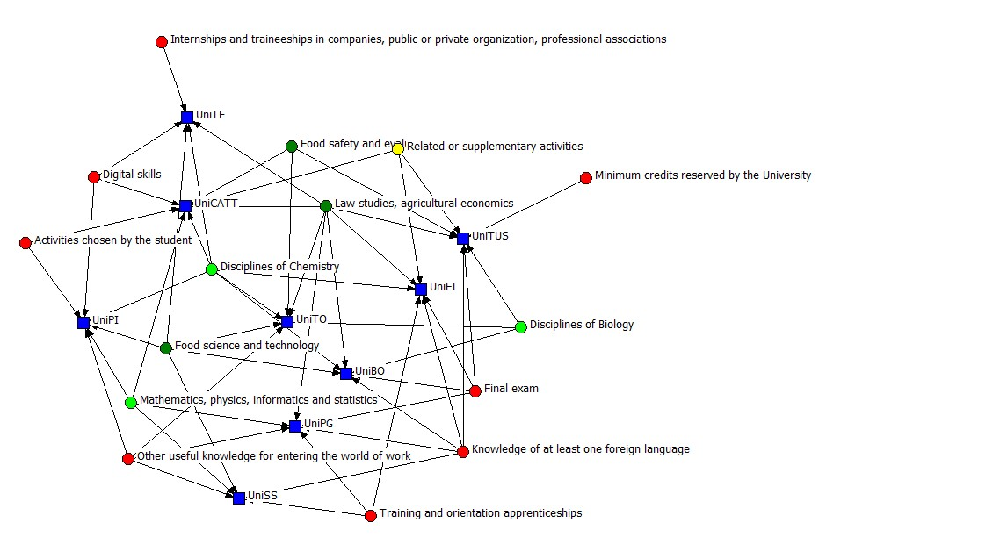 Internships and traineeships in companies, public or private organization, professional associations
UniTE
Food safety and
Related or supplementary activities
Digital skills
Minimum credits reserved by the University
UniCATT
Law studies, agricultural economics
UniTUS
Activities chosen by the student
Disciplines of Chemistry
UniFI
UniPI
UniTO
Disciplines of Biology
Food science and technology
UniBO
Final exam
Mathematics, physics, informatics and statistics
UniPG
Knowledge of at least one foreign language
Other useful knowledge for entering the world of work
UniSS
Training and orientation apprenticeships